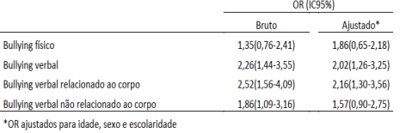 OR (IC95%)
Bruto Ajustado*
Bullying físico 1,35(0,76-2,41) 1,86(0,65-2,18)
Bullying verbal 2,26(1,44-3,55) 2,02(1,26-3,25)
Bullying verbal relacionado ao corpo 2,52(1,56-4,09) 2,16(1,30-3,56)
Bullying verbal não relacionado ao corpo 1,86(1,09-3,16) 1,57(0,90-2,75)
*OR ajustados para idade, sexo e escolaridade